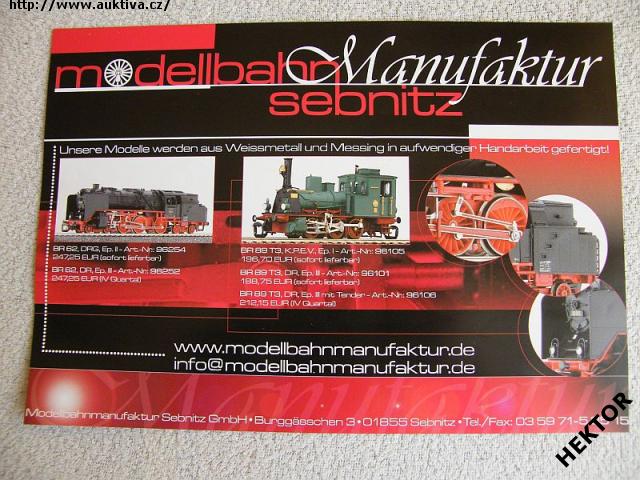 http://www.auktiva.cz/
modellbahn Manufaktur
sebnitz
Unsere Modelle werden aus Weissmetall und Messing in aufwendiger Handarbeit gefertigt!
BR 62, DRG, Ep. II - Art.-Nr.: 96254
247,25 EUR (sofort lieferbar)
BR 62, DR, Ep. III - Art.-Nr.: 96252
247,25 EUR (IV Quartal)
BR 89 T3, K.P.E.V., Ep. I - Art.-Nr.: 96105
196,70 EUR (sofort lieferbar)
BR 89 T3, DR, Ep. III - Art.-Nr.: 96101
188,75 EUR (sofort lieferbar)
BR 89 T3, DR, Ep. III mit Tender - Art.-Nr.: 96106
212,15 EUR (IV Quartal)
www.modellbahnmanufaktur.de
info@modellbahnmanufaktur.de
Manufaktur
Modellbahnmanufaktur Sebnitz GmbH • Burggässchen 3 • 01855 Sebnitz • Tel./Fax: 03 59 71-5
HEKTOR